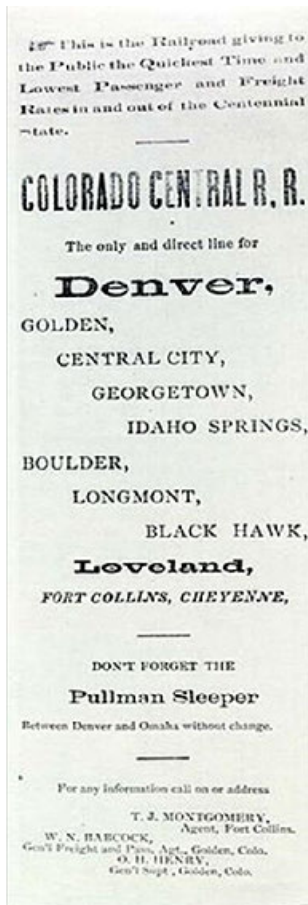 ☞ This is the Railroad giving to
the Public the Quickest Time and
Lowest Passenger and Freight
Rates in and out of the Centennial
State.
COLORADO CENTRAL R. R.
The only and direct line for
Denver,
GOLDEN,
CENTRAL CITY,
GEORGETOWN,
IDAHO SPRINGS,
BOULDER,
LONGMONT,
BLACK HAWK,
Loveland,
FORT COLLINS, CHEYENNE,
DON'T FORGET THE
Pullman Sleeper
Between Denver and Omaha without change.
For any information call on or address
T. J. MONTGOMERY,
Agent, Fort Collins.
W. N. BABCOCK,
Gen'l Freight and Pass. Agt., Golden, Colo.
O. H. HENRY,
Gen'l Supt., Golden, Colo.